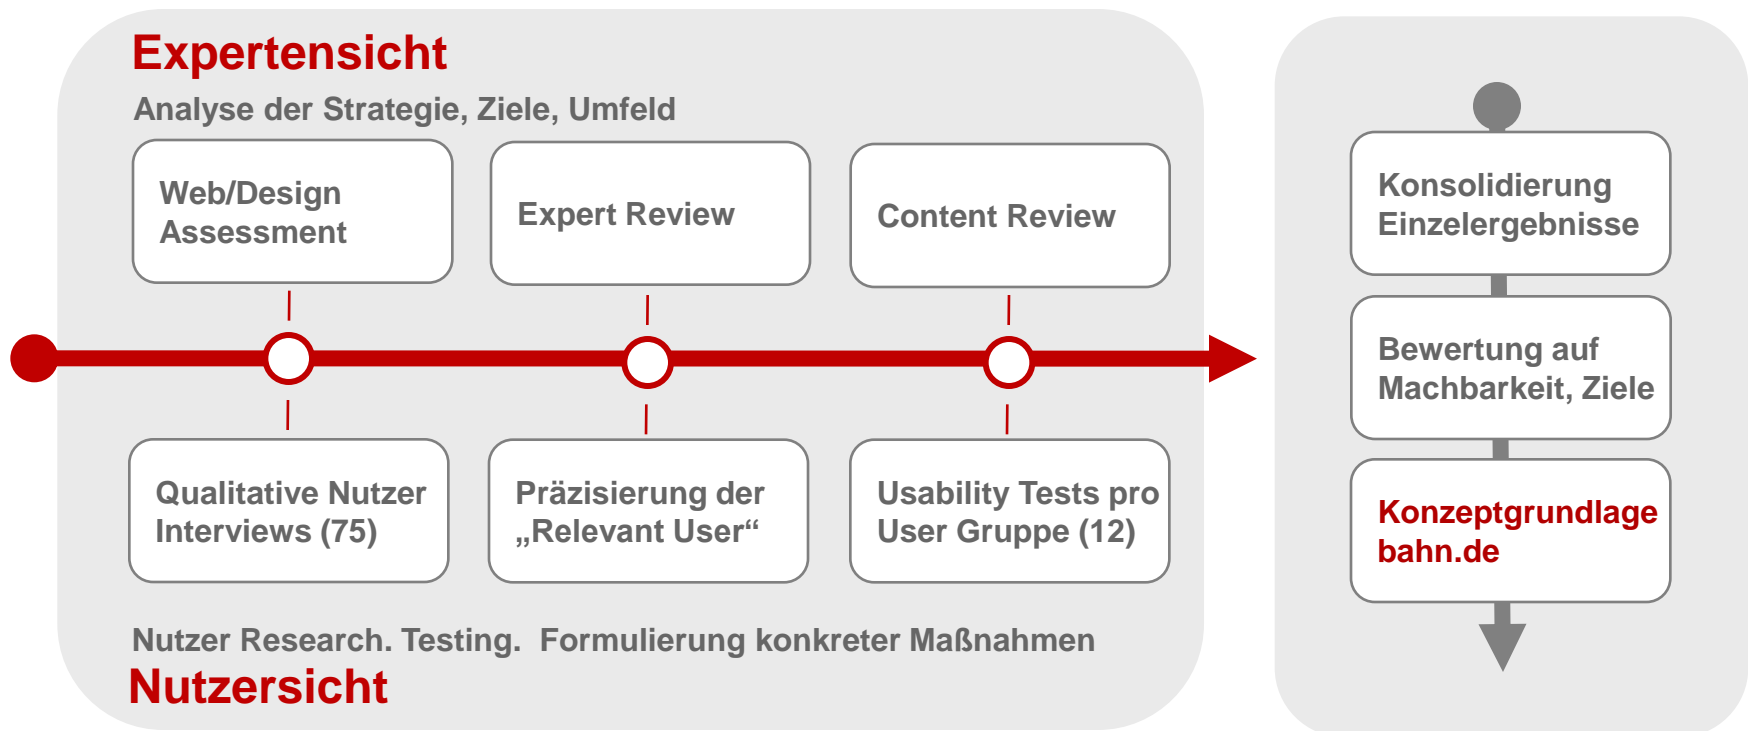 Expertensicht
Analyse der Strategie, Ziele, Umfeld
Web/Design
Assessment
Expert Review
Content Review
Qualitative Nutzer
Interviews (75)
Präzisierung der
„Relevant User“
Usability Tests pro
User Gruppe (12)
Nutzer Research. Testing.  Formulierung konkreter Maßnahmen
Nutzersicht
Konsolidierung
Einzelergebnisse
Bewertung auf
Machbarkeit, Ziele
Konzeptgrundlage
bahn.de